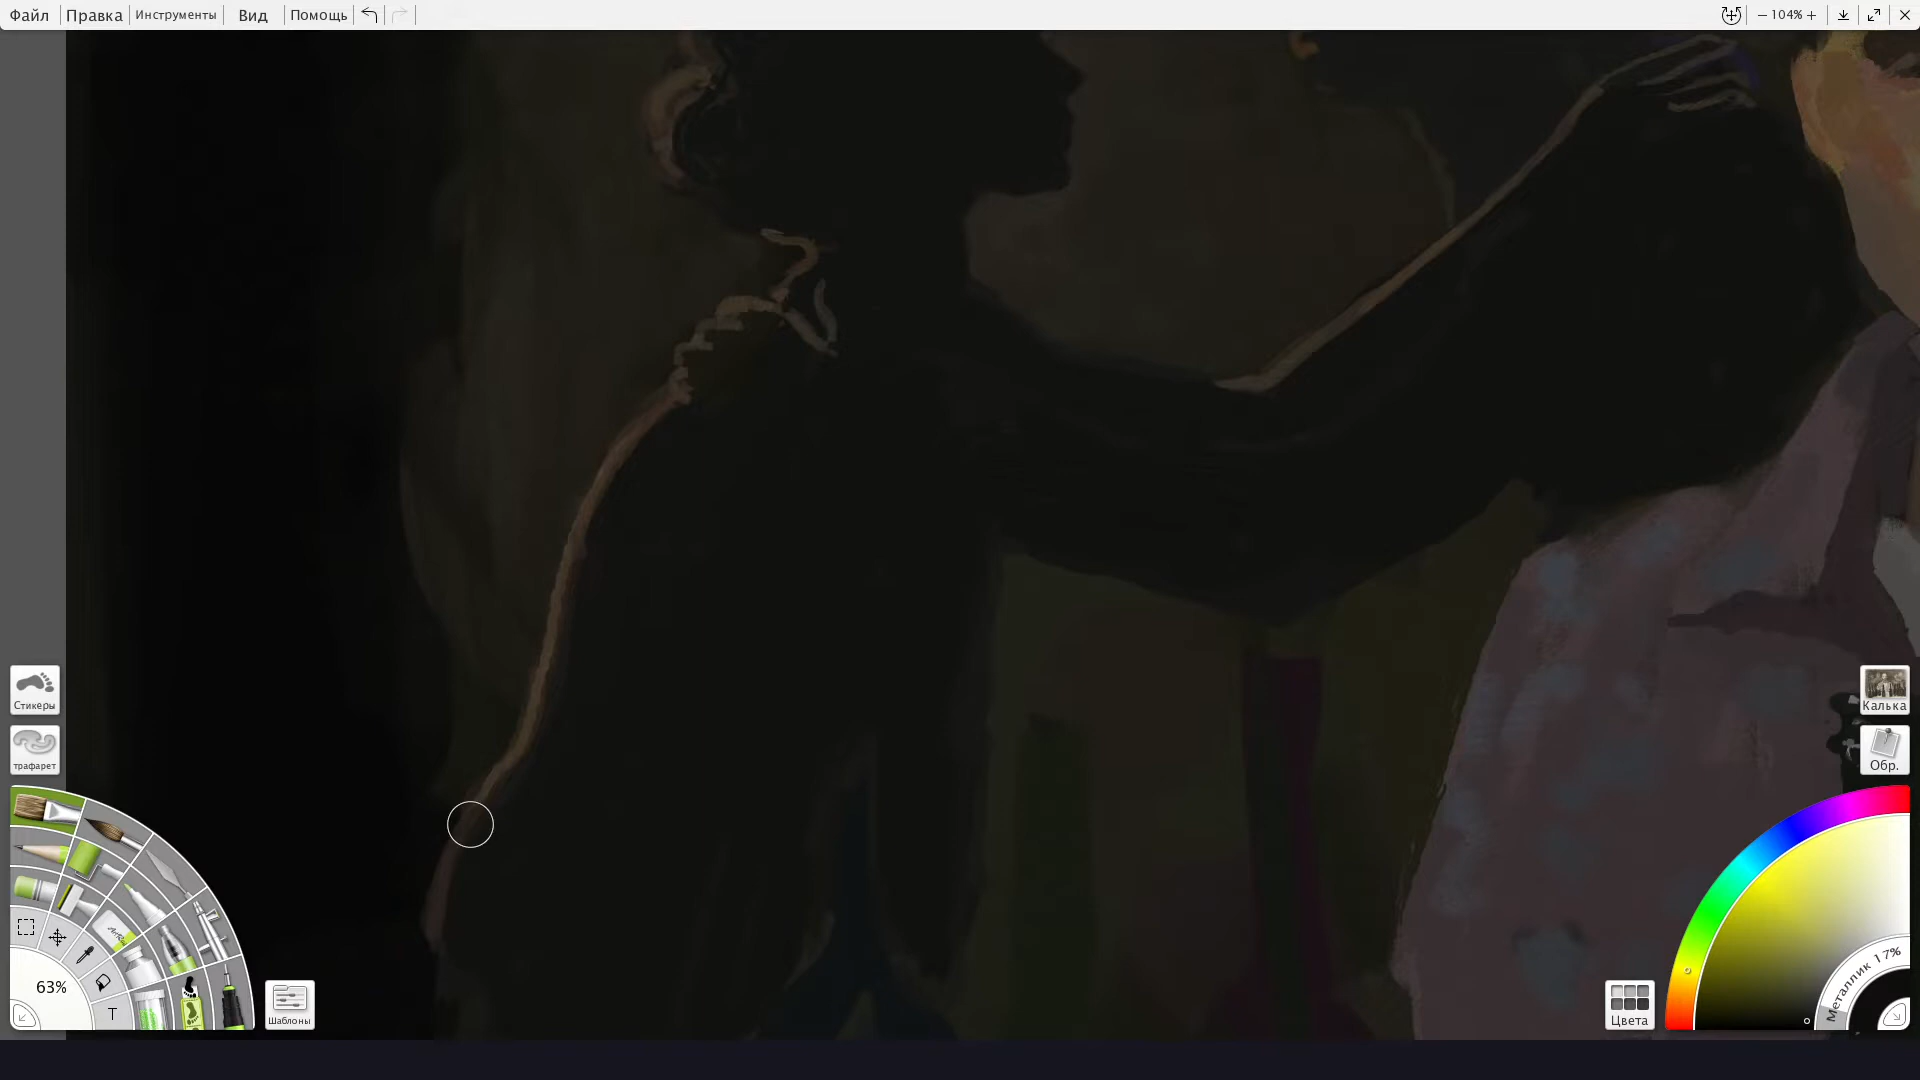 Файл Правка Инструменты Вид Помощь
– 104% +
Стикеры
трафарет
Калька
Обр.
63%
T
Шаблоны
Цвета
Металлик 17%